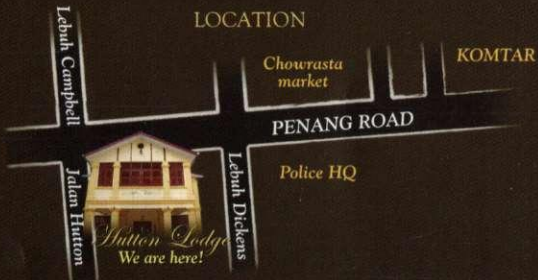 LOCATION
Lebuh Campbell
Chowrasta
market
KOMTAR
PENANG ROAD
Jalan Hutton
Lebuh Dickens
Police HQ
Hutton Lodge
We are here!